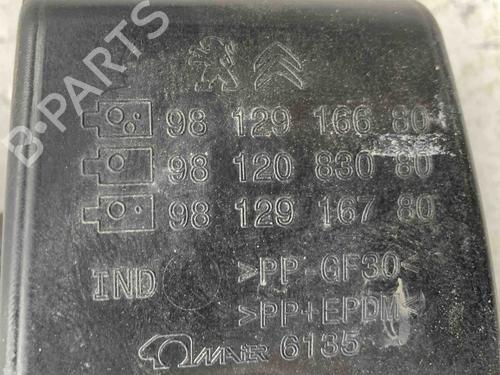 B-PARTS
98 129 166 80
98 120 830 80
98 129 167 80
IND >PP-GF30<
>PP+EPDM<
MAIER 6135